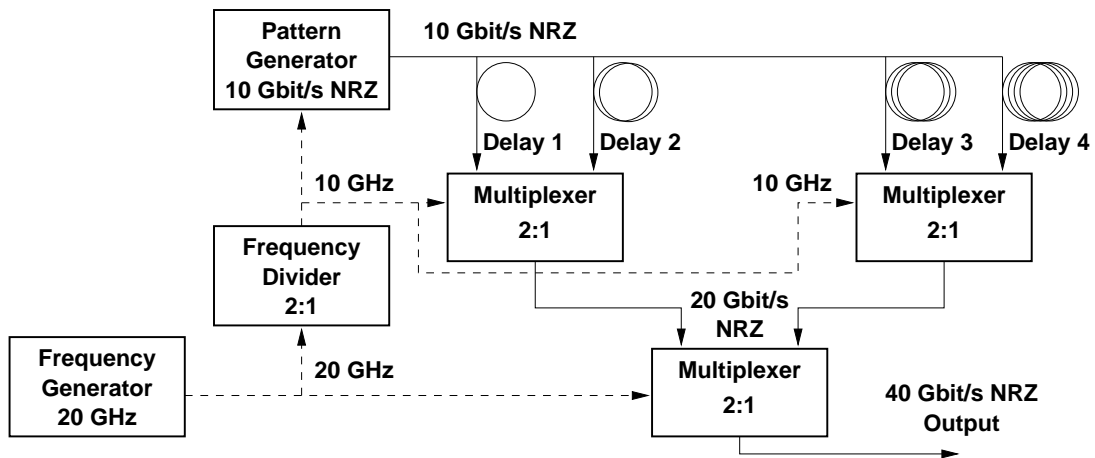 Pattern
Generator
10 Gbit/s NRZ
10 Gbit/s NRZ
Delay 1
Delay 2
Delay 3
Delay 4
10 GHz
Multiplexer
2:1
10 GHz
Multiplexer
2:1
Frequency
Divider
2:1
20 Gbit/s
NRZ
Frequency
Generator
20 GHz
20 GHz
Multiplexer
2:1
40 Gbit/s NRZ
Output